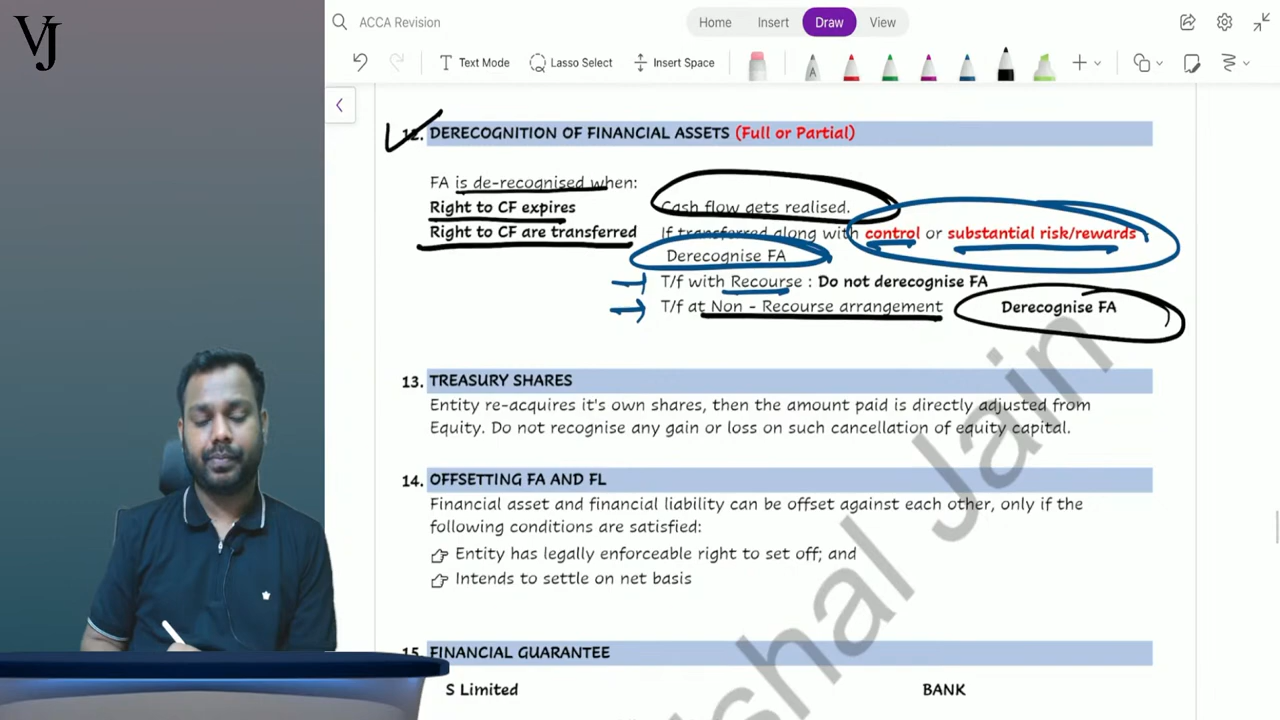 VJ
ACCA Revision
Home Insert Draw View
Text Mode Lasso Select Insert Space
12. DERECOGNITION OF FINANCIAL ASSETS (Full or Partial)
FA is de-recognised when:
Right to CF expires Cash flow gets realised.
Right to CF are transferred If transferred along with control or substantial risk/rewards
Derecognise FA
T/f with Recourse : Do not derecognise FA
T/f at Non - Recourse arrangement Derecognise FA
13. TREASURY SHARES
Entity re-acquires it's own shares, then the amount paid is directly adjusted from
Equity. Do not recognise any gain or loss on such cancellation of equity capital.
14. OFFSETTING FA AND FL
Financial asset and financial liability can be offset against each other, only if the
following conditions are satisfied:
Entity has legally enforceable right to set off; and
Intends to settle on net basis
15. FINANCIAL GUARANTEE
S Limited BANK
shal Jain